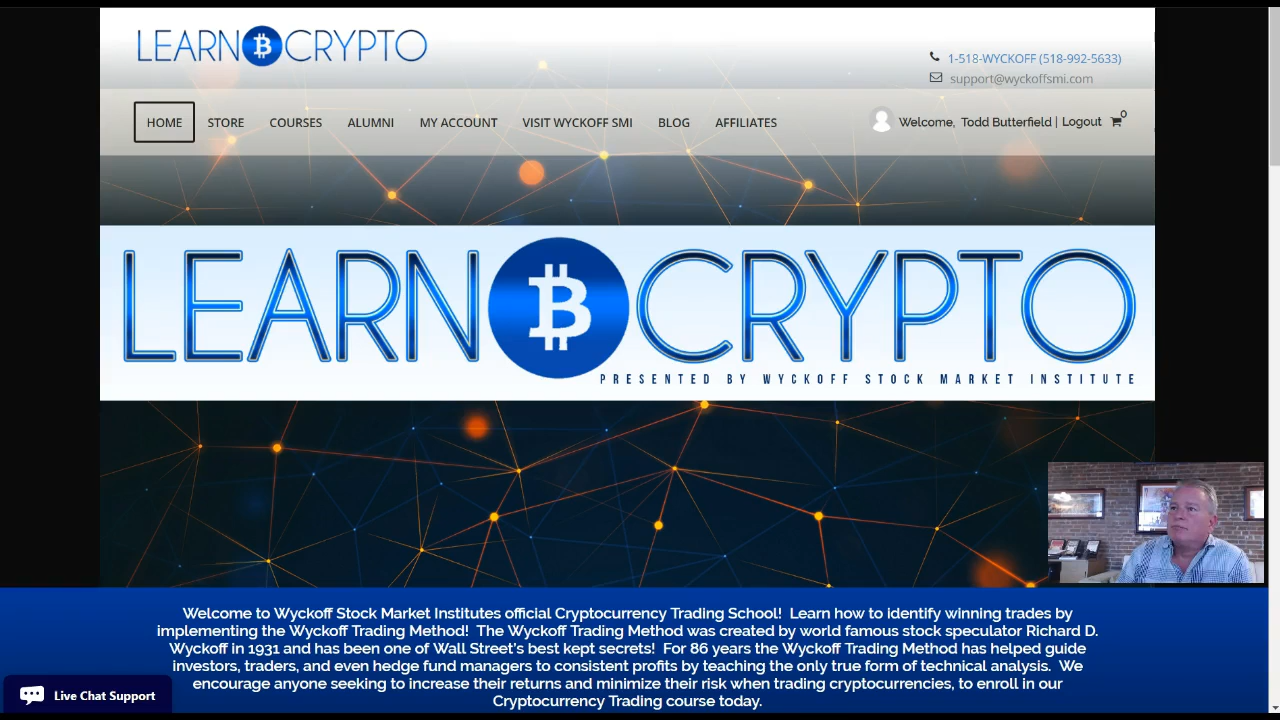 LEARN CRYPTO
1-518-WYCKOFF (518-992-5633)
support@wyckoffsmi.com
HOME STORE COURSES ALUMNI MY ACCOUNT VISIT WYCKOFF SMI BLOG AFFILIATES Welcome, Todd Butterfield | Logout 0
LEARN CRYPTO
PRESENTED BY WYCKOFF STOCK MARKET INSTITUTE
Welcome to Wyckoff Stock Market Institutes official Cryptocurrency Trading School! Learn how to identify winning trades by
implementing the Wyckoff Trading Method! The Wyckoff Trading Method was created by world famous stock speculator Richard D.
Wyckoff in 1931 and has been one of Wall Street's best kept secrets! For 86 years the Wyckoff Trading Method has helped guide
investors, traders, and even hedge fund managers to consistent profits by teaching the only true form of technical analysis. We
encourage anyone seeking to increase their returns and minimize their risk when trading cryptocurrencies, to enroll in our
Cryptocurrency Trading course today.
Live Chat Support